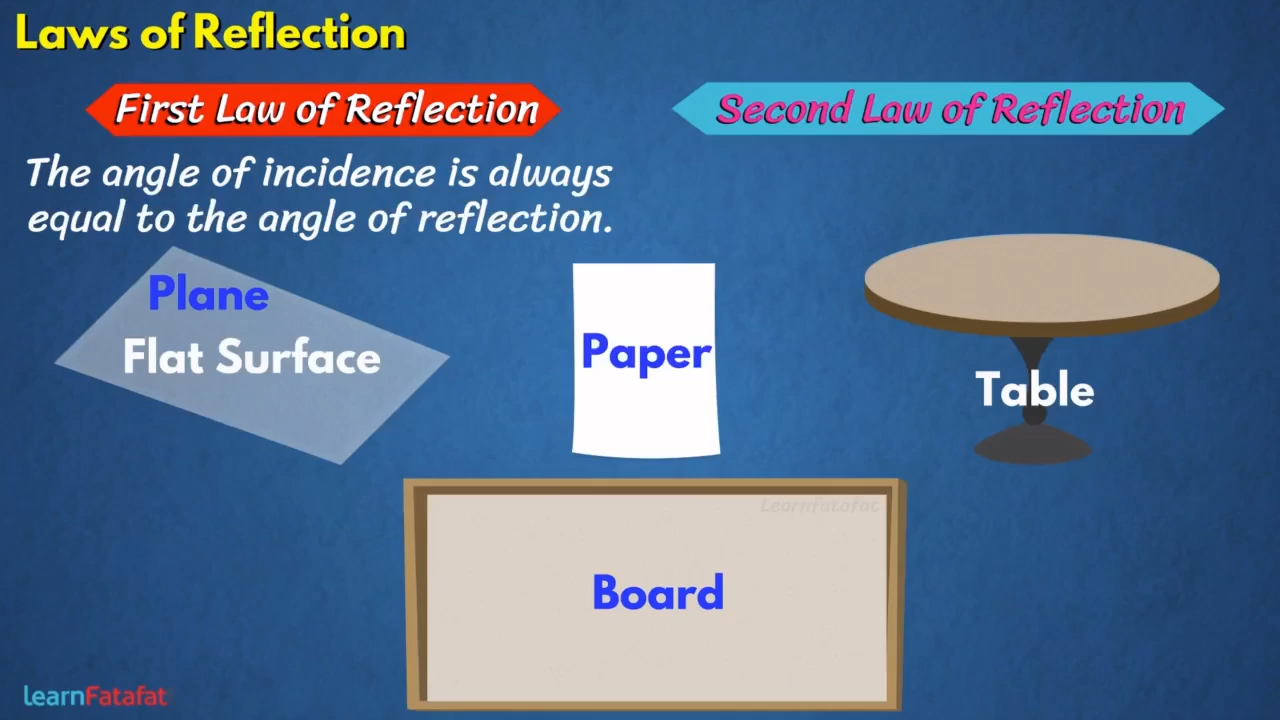 Laws of Reflection
First Law of Reflection
Second Law of Reflection
The angle of incidence is always
equal to the angle of reflection.
Plane
Flat Surface
Paper
Table
LearnFatafat
Board
learnFatafat